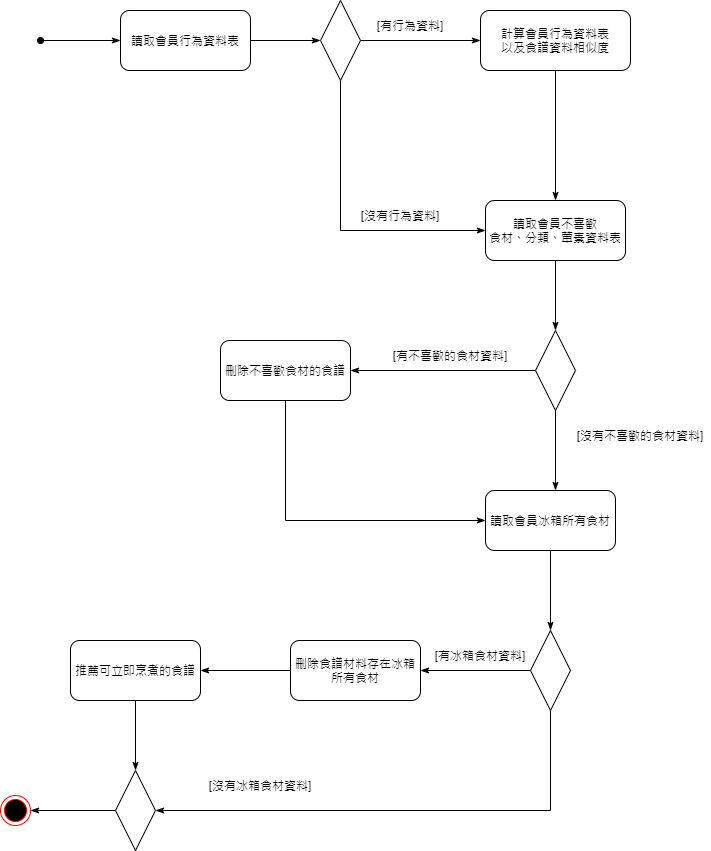 讀取會員行為資料表
[有行為資料]
計算會員行為資料表
以及食譜資料相似度
[沒有行為資料]
讀取會員不喜歡
食材、分類、葷素資料表
[有不喜歡的食材資料]
刪除不喜歡食材的食譜
[沒有不喜歡的食材資料]
讀取會員冰箱所有食材
[有冰箱食材資料]
刪除食譜材料存在冰箱
所有食材
推薦可立即烹煮的食譜
[沒有冰箱食材資料]